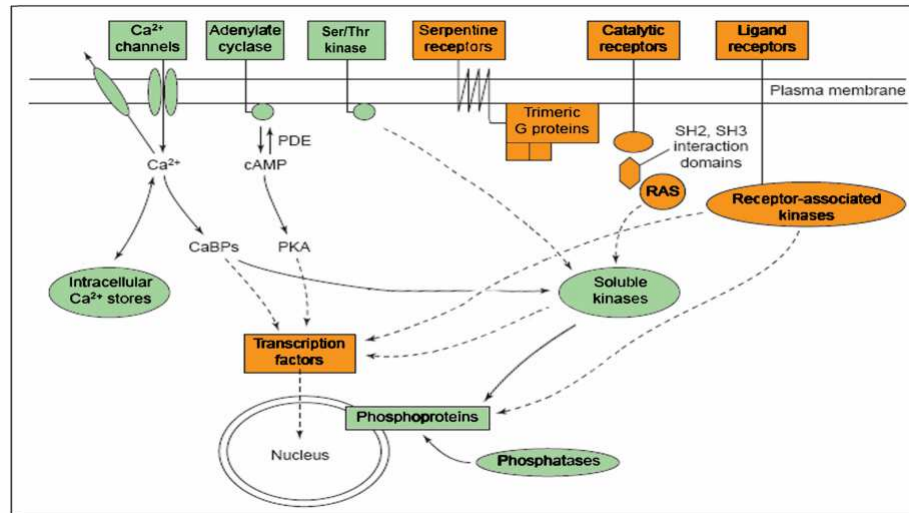 Ca²⁺
channels
Adenylate
cyclase
Ser/Thr
kinase
Serpentine
receptors
Catalytic
receptors
Ligand
receptors
Plasma membrane
Trimeric
G proteins
SH2, SH3
interaction
domains
PDE
Ca²⁺
cAMP
RAS
Receptor-associated
kinases
CaBPs
PKA
Intracellular
Ca²⁺ stores
Soluble
kinases
Transcription
factors
Phosphoproteins
Nucleus
Phosphatases